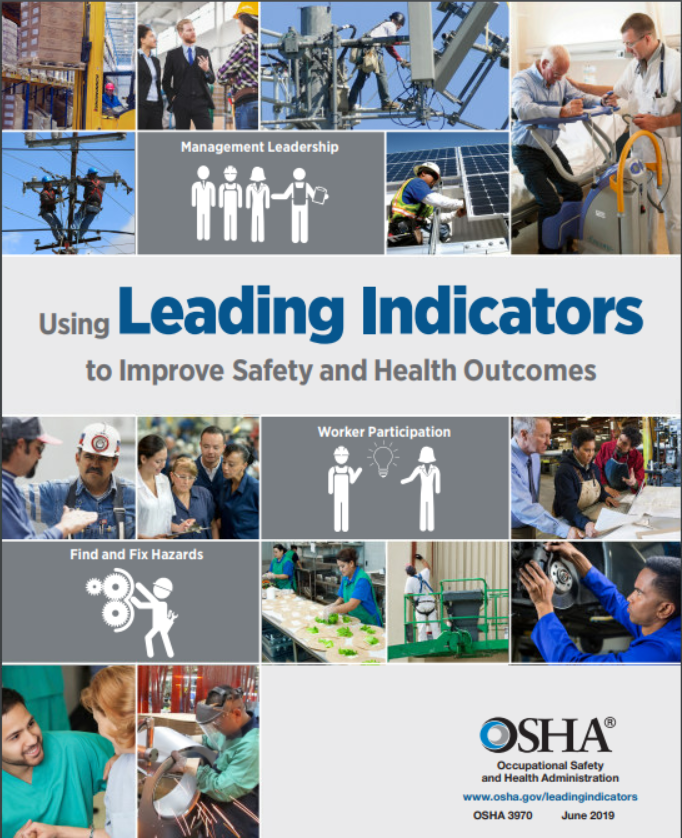 Management Leadership
Using Leading Indicators
to Improve Safety and Health Outcomes
Worker Participation
Find and Fix Hazards
OSHA®
Occupational Safety
and Health Administration
www.osha.gov/leadingindicators
OSHA 3970 June 2019